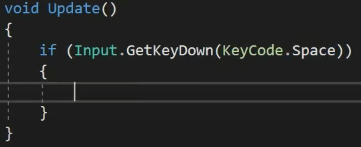 void Update()
{
if (Input.GetKeyDown(KeyCode.Space))
{
}
}